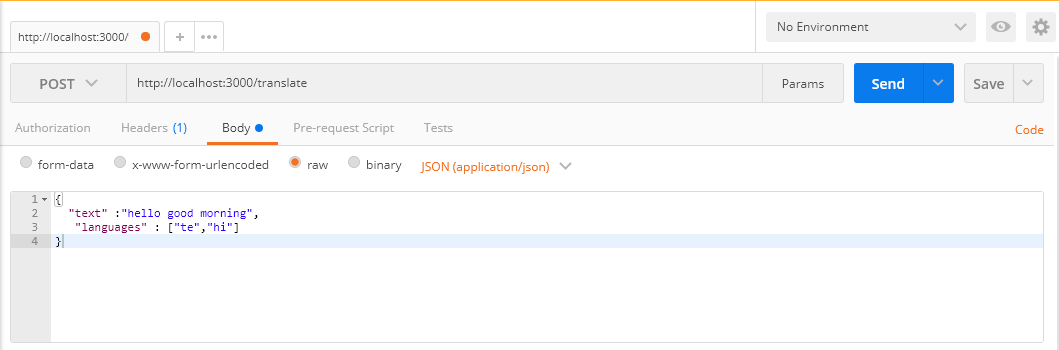 http://localhost:3000/
No Environment
POST http://localhost:3000/translate Params Send Save
Authorization Headers (1) Body Pre-request Script Tests Code
form-data x-www-form-urlencoded raw binary JSON (application/json)
1 {
2 "text" :"hello good morning",
3 "languages" : ["te","hi"]
4 }